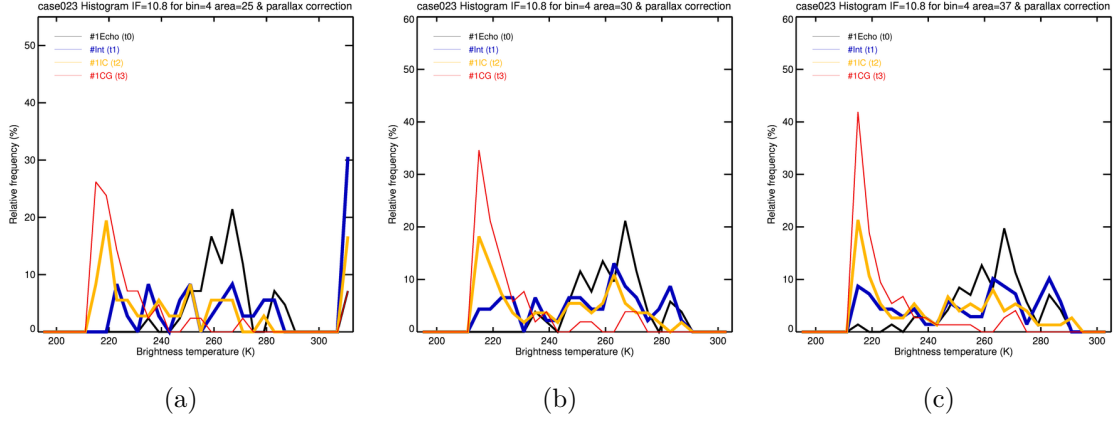 case023 Histogram IF=10.8 for bin=4 area=25 & parallax correction
#1Echo (t0)
#Int (t1)
#1IC (t2)
#1CG (t3)
Relative frequency (%)
50
40
30
20
10
0
200 220 240 260 280 300
Brightness temperature (K)
(a)
case023 Histogram IF=10.8 for bin=4 area=30 & parallax correction
#1Echo (t0)
#Int (t1)
#1IC (t2)
#1CG (t3)
Relative frequency (%)
60
50
40
30
20
10
0
200 220 240 260 280 300
Brightness temperature (K)
(b)
case023 Histogram IF=10.8 for bin=4 area=37 & parallax correction
#1Echo (t0)
#Int (t1)
#1IC (t2)
#1CG (t3)
Relative frequency (%)
60
50
40
30
20
10
0
200 220 240 260 280 300
Brightness temperature (K)
(c)